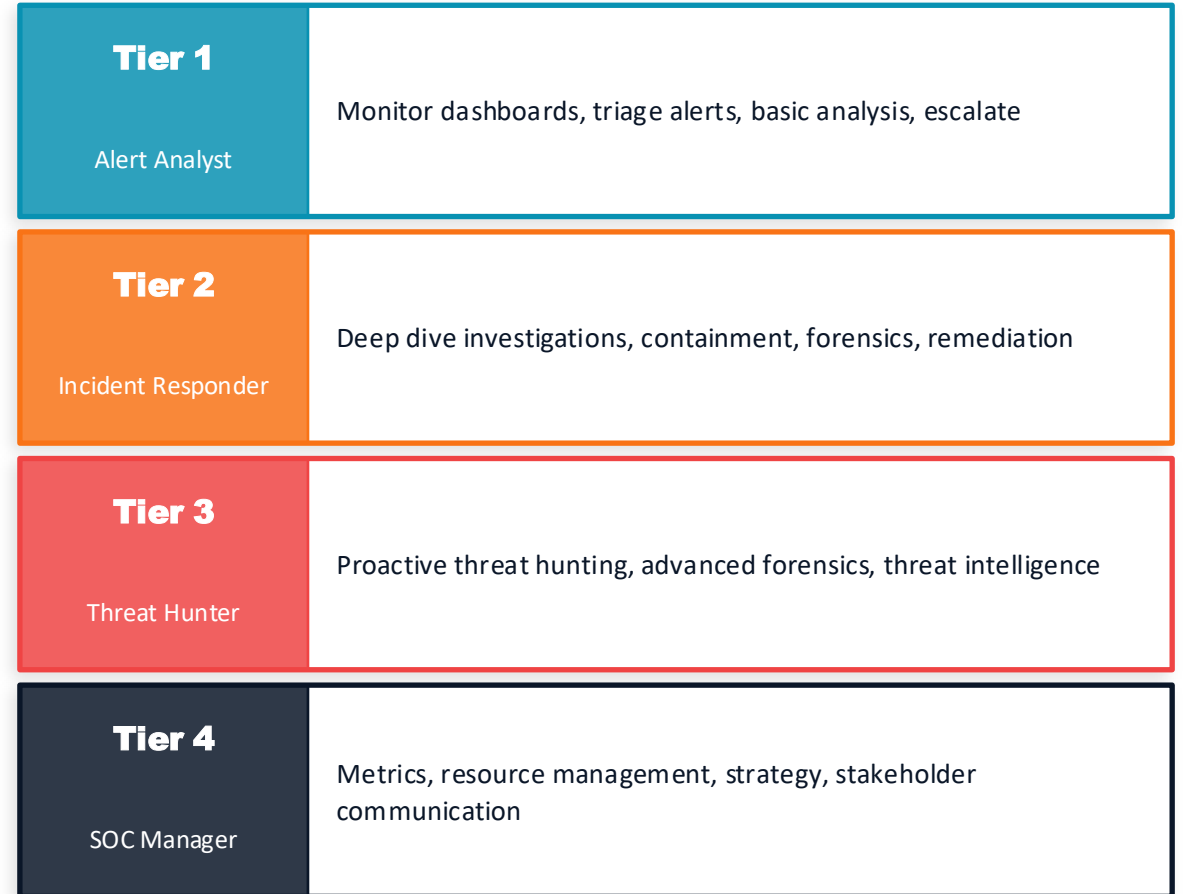 Tier 1
Alert Analyst
Monitor dashboards, triage alerts, basic analysis, escalate
Tier 2
Incident Responder
Deep dive investigations, containment, forensics, remediation
Tier 3
Threat Hunter
Proactive threat hunting, advanced forensics, threat intelligence
Tier 4
SOC Manager
Metrics, resource management, strategy, stakeholder
communication